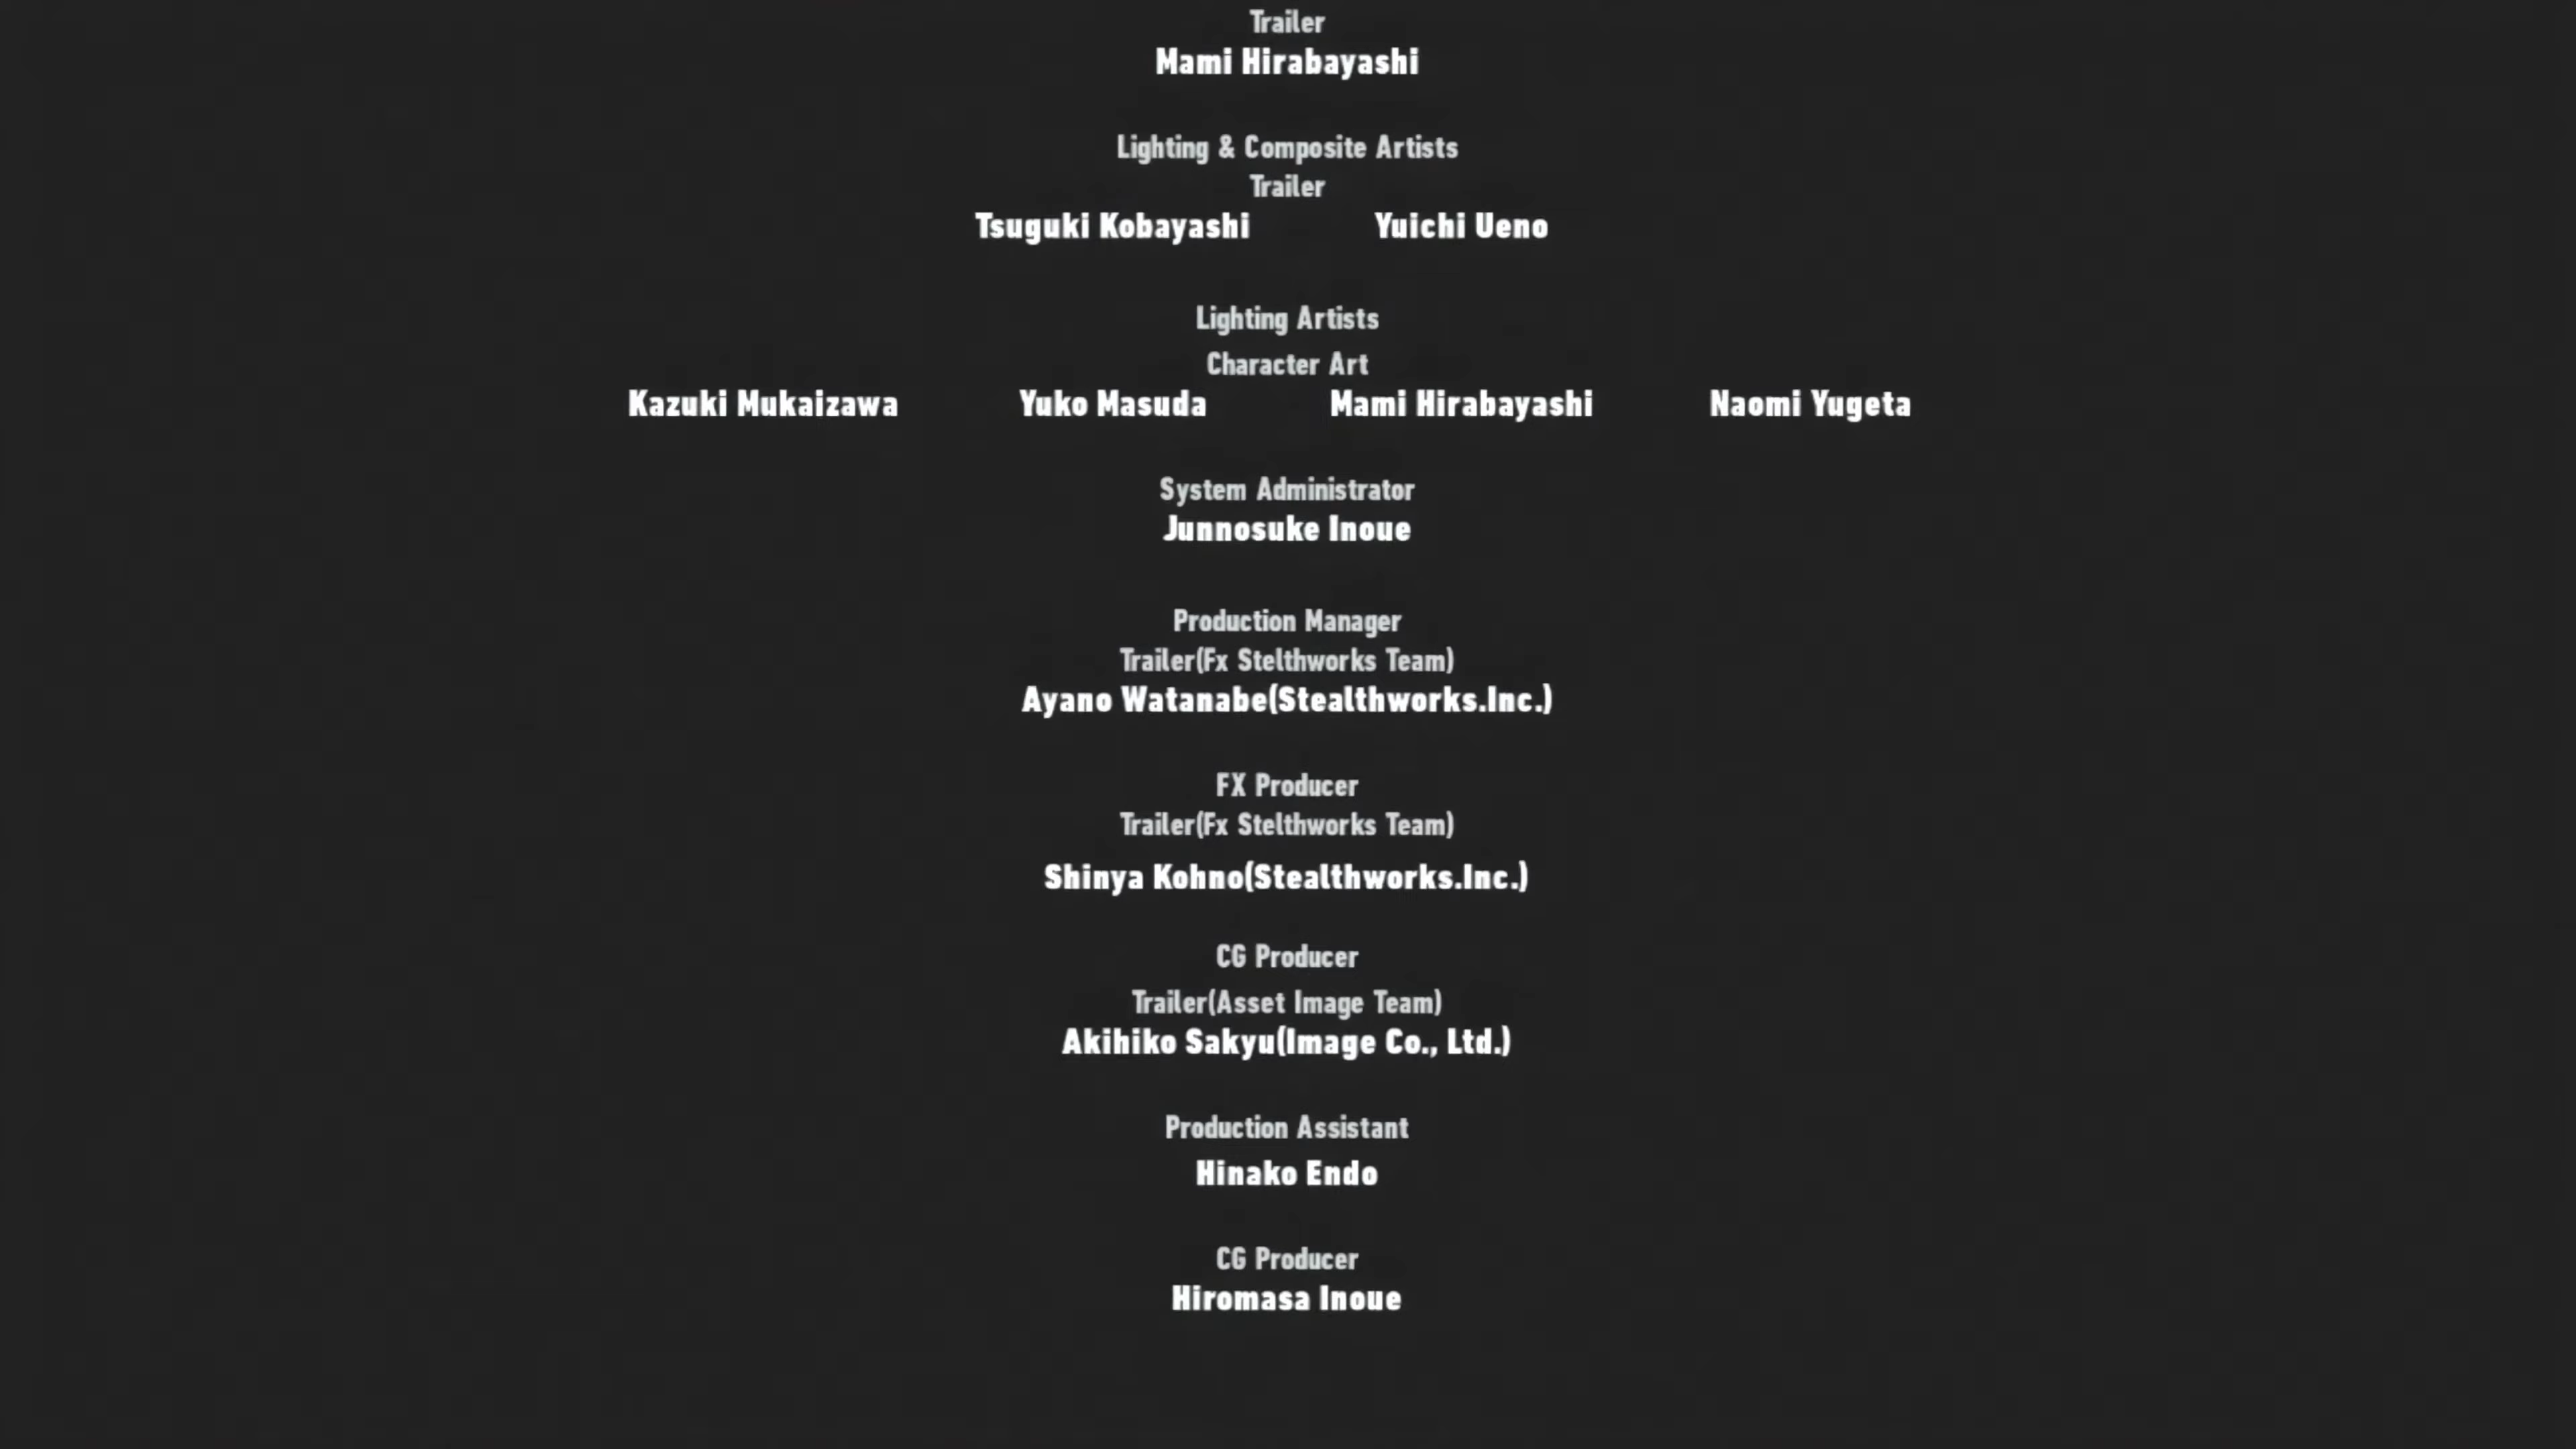 Trailer
Mami Hirabayashi
Lighting & Composite Artists
Trailer
Tsuguki Kobayashi Yuichi Ueno
Lighting Artists
Character Art
Kazuki Mukaizawa Yuko Masuda Mami Hirabayashi Naomi Yugeta
System Administrator
Junnosuke Inoue
Production Manager
Trailer(Fx Stelthworks Team)
Ayano Watanabe(Stealthworks.Inc.)
FX Producer
Trailer(Fx Stelthworks Team)
Shinya Kohno(Stealthworks.Inc.)
CG Producer
Trailer(Asset Image Team)
Akihiko Sakyu(Image Co., Ltd.)
Production Assistant
Hinako Endo
CG Producer
Hiromasa Inoue